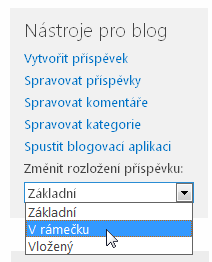 Nástroje pro blog
Vytvořit příspěvek
Spravovat příspěvky
Spravovat komentáře
Spravovat kategorie
Spustit blogovací aplikaci
Změnit rozložení příspěvku:
Základní
Základní
V rámečku
Vložený